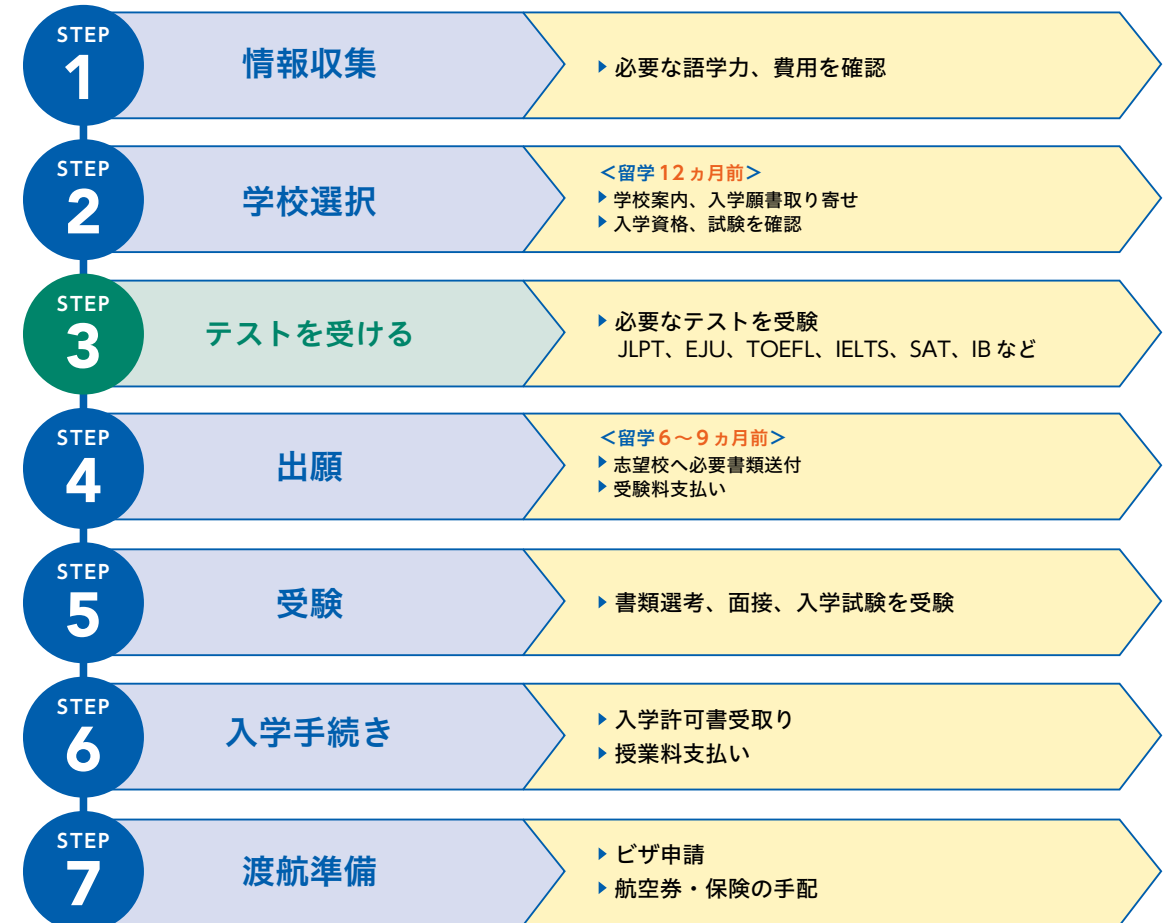 STEP
1
情報収集
必要な語学力、費用を確認
STEP
2
学校選択
＜留学12ヵ月前＞
学校案内、入学願書取り寄せ
入学資格、試験を確認
STEP
3
テストを受ける
必要なテストを受験
JLPT、EJU、TOEFL、IELTS、SAT、IBなど
STEP
4
出願
＜留学6～9ヵ月前＞
志望校へ必要書類送付
受験料支払い
STEP
5
受験
書類選考、面接、入学試験を受験
STEP
6
入学手続き
入学許可書受取り
授業料支払い
STEP
7
渡航準備
ビザ申請
航空券・保険の手配